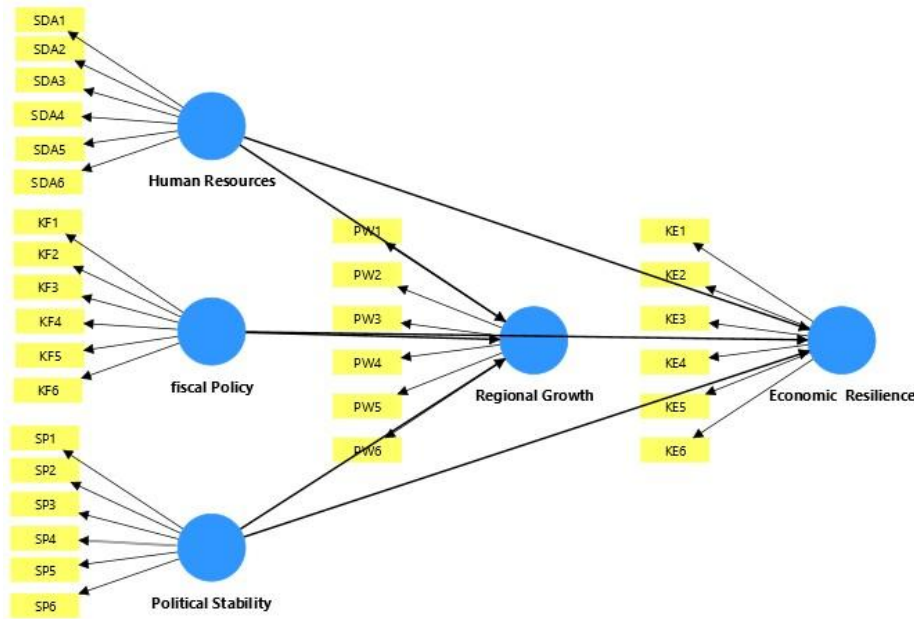 SDA1
SDA2
SDA3
SDA4
SDA5
SDA6
Human Resources
KF1
KF2
KF3
KF4
KF5
KF6
fiscal Policy
SP1
SP2
SP3
SP4
SP5
SP6
Political Stability
PW1
PW2
PW3
PW4
PW5
PW6
Regional Growth
KE1
KE2
KE3
KE4
KE5
KE6
Economic Resilience